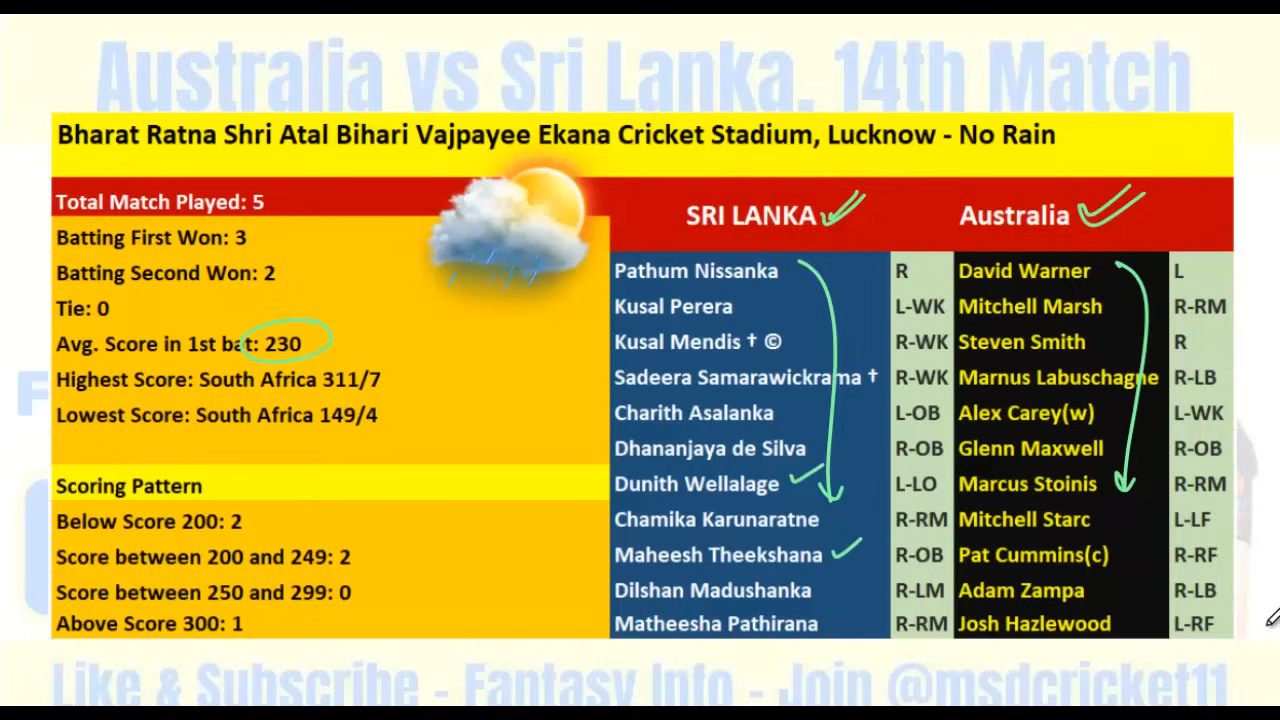 Australia vs Sri Lanka, 14th Match
Bharat Ratna Shri Atal Bihari Vajpayee Ekana Cricket Stadium, Lucknow - No Rain
Total Match Played: 5
Batting First Won: 3
Batting Second Won: 2
Tie: 0
Avg. Score in 1st bat: 230
Highest Score: South Africa 311/7
Lowest Score: South Africa 149/4
Scoring Pattern
Below Score 200: 2
Score between 200 and 249: 2
Score between 250 and 299: 0
Above Score 300: 1
SRI LANKA Australia
Pathum Nissanka R David Warner L
Kusal Perera L-WK Mitchell Marsh R-RM
Kusal Mendis † © R-WK Steven Smith R
Sadeera Samarawickrama † R-WK Marnus Labuschagne R-LB
Charith Asalanka L-OB Alex Carey(w) L-WK
Dhananjaya de Silva R-OB Glenn Maxwell R-OB
Dunith Wellalage L-LO Marcus Stoinis R-RM
Chamika Karunaratne R-RM Mitchell Starc L-LF
Maheesh Theekshana R-OB Pat Cummins(c) R-RF
Dilshan Madushanka R-LM Adam Zampa R-LB
Matheesha Pathirana R-RM Josh Hazlewood L-RF
Like & Subscribe - Fantasy Info - Join @msdcricket11